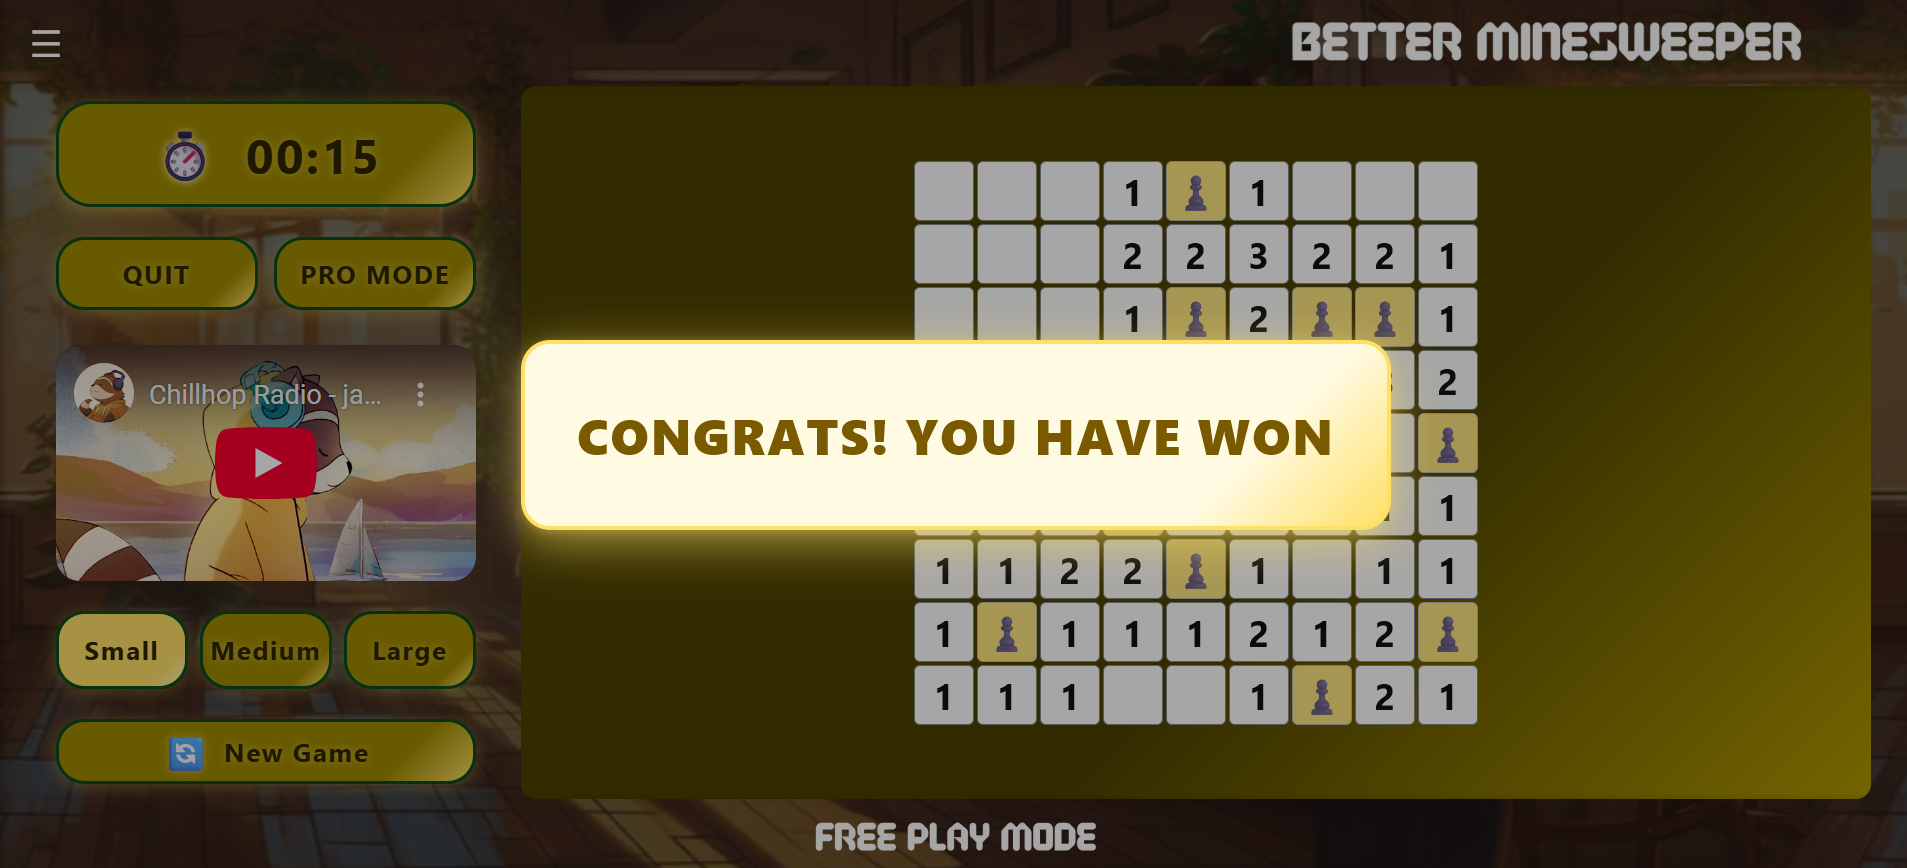 ☰ BETTER MINESWEEPER
00:15
QUIT PRO MODE
Chillhop Radio - ja...
Small Medium Large
New Game
1 1
2 2 3 2 2 1
1 2 1
2
CONGRATS! YOU HAVE WON
1
1 1 2 2 1 1 1
1 1 1 1 2 1 2
1 1 1 1 2 1
FREE PLAY MODE